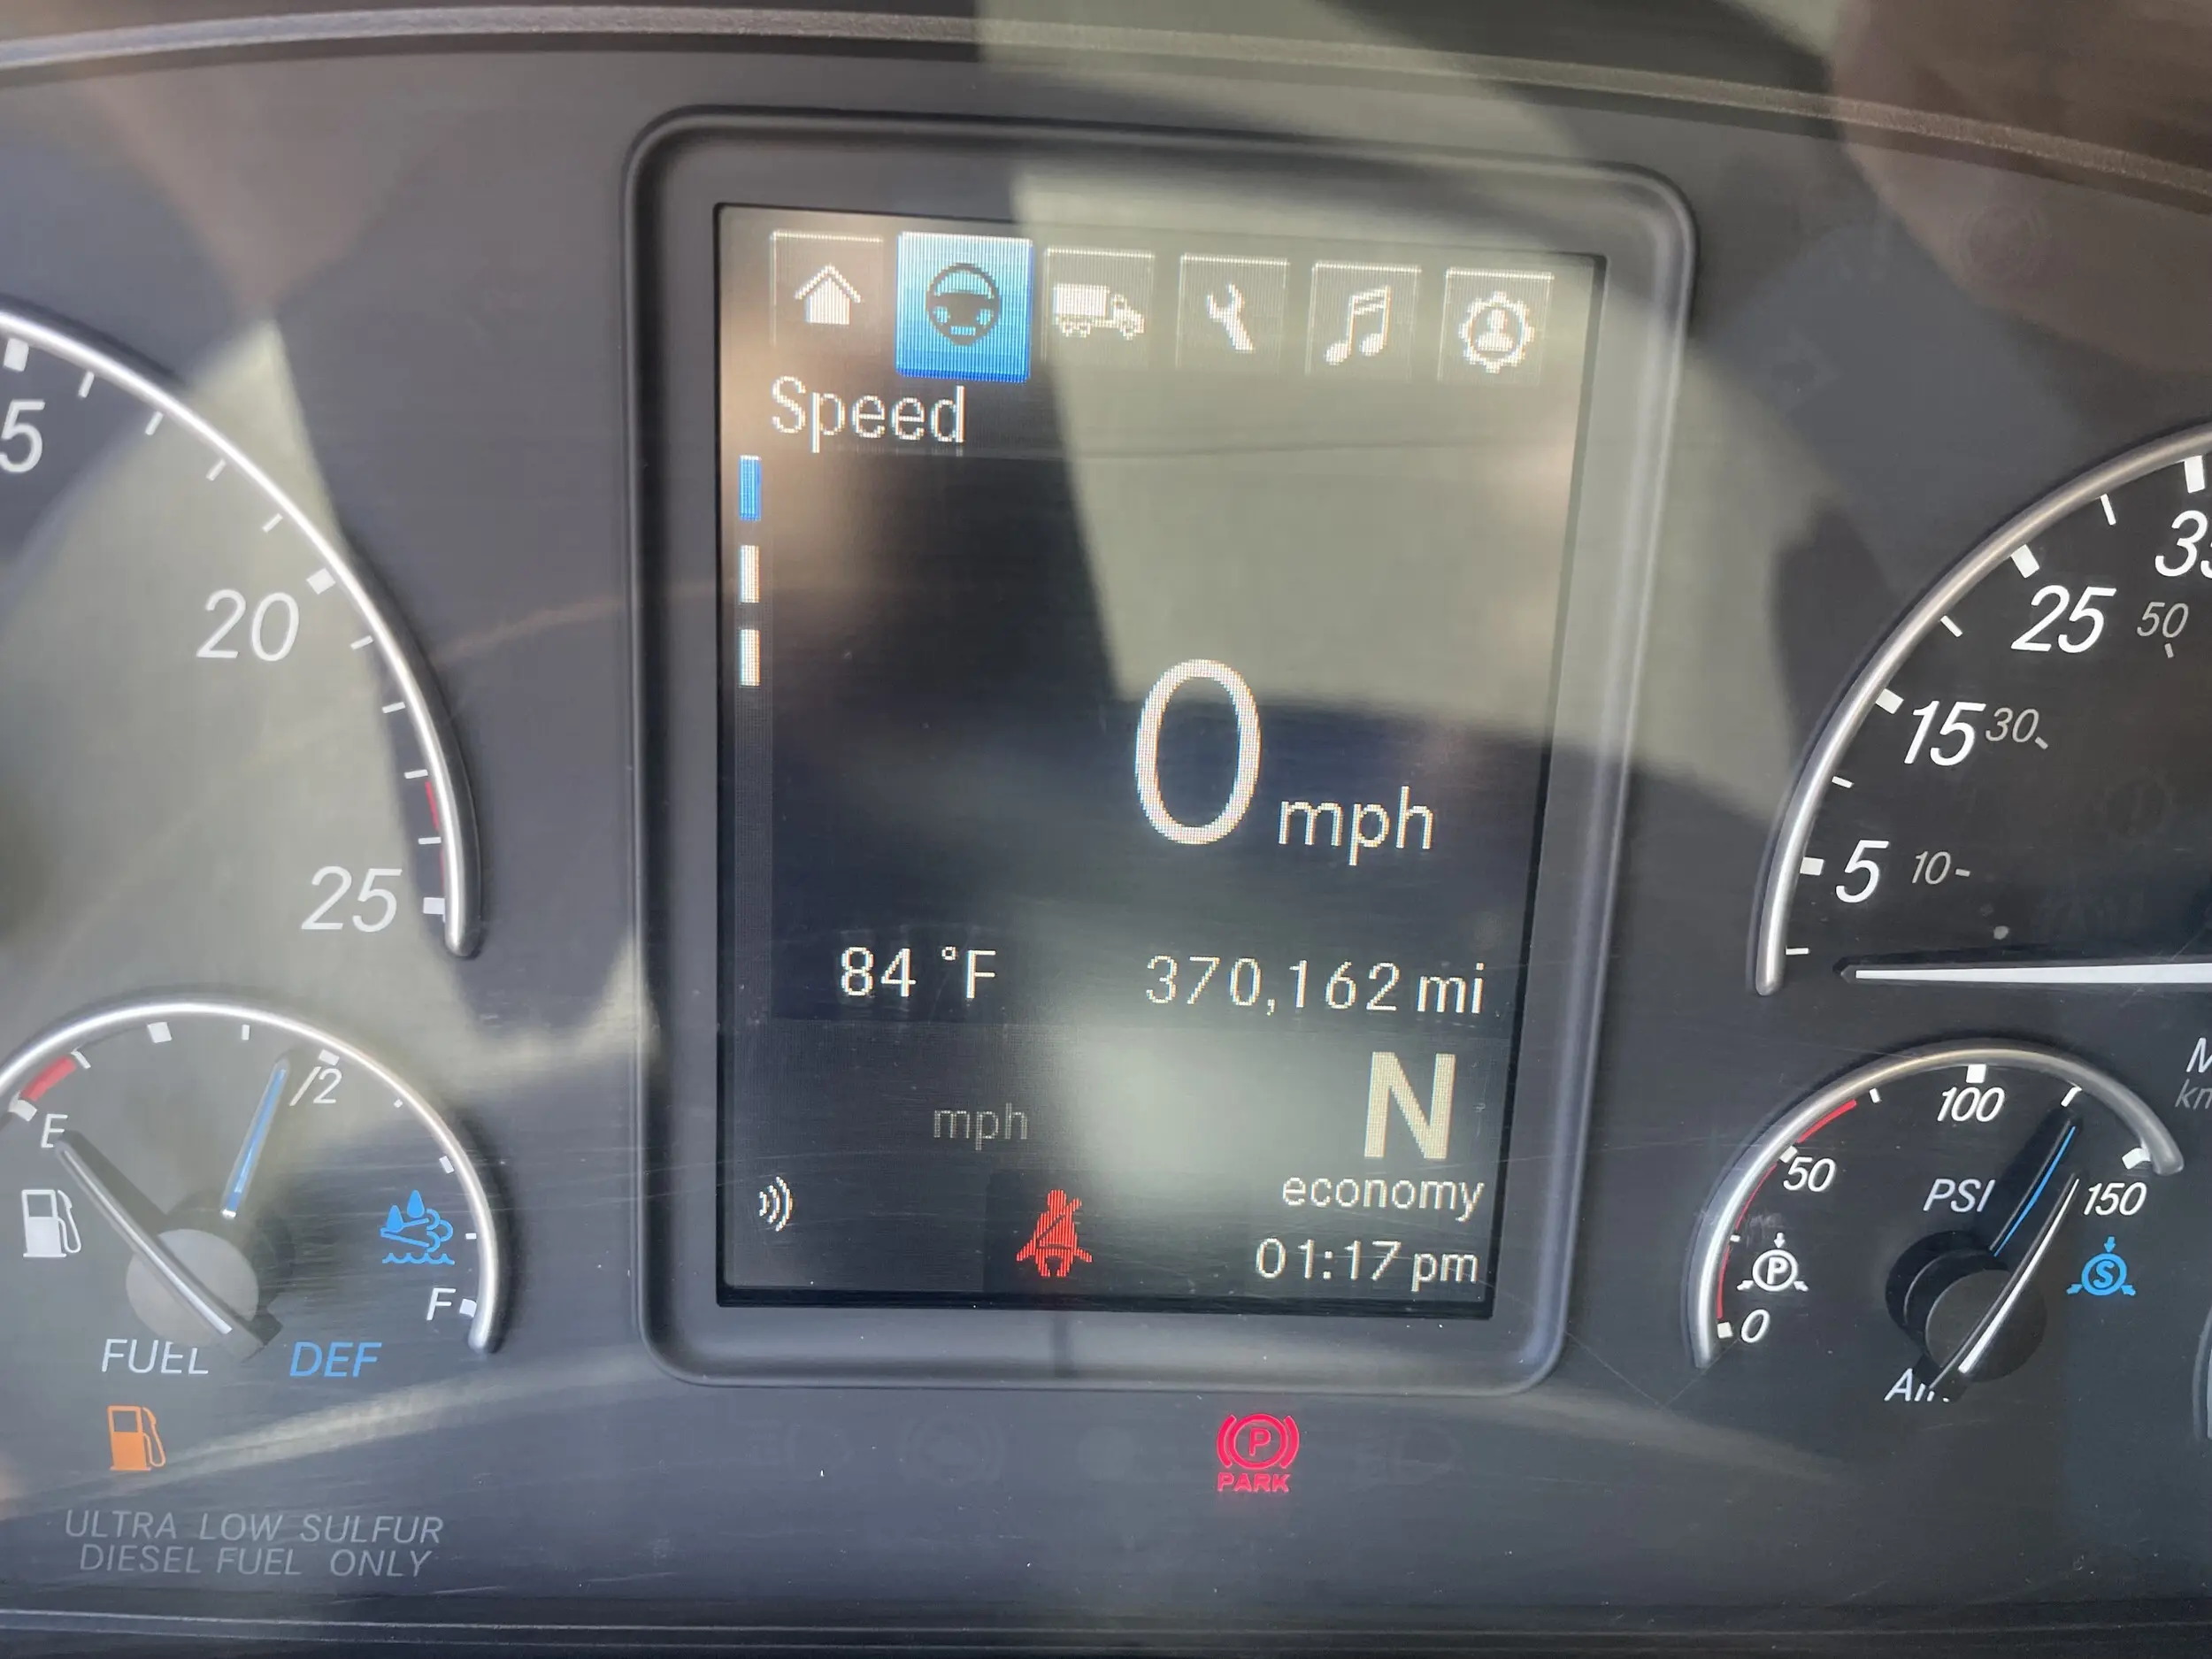 Speed
0 mph
84 °F 370,162 mi
mph
N
economy
01:17 pm
5
20
25
E
/2
F
FUEL DEF
ULTRA LOW SULFUR
DIESEL FUEL ONLY
P
PARK
25 50
15 30
5 10
100
50
PSI
150
P
S
0